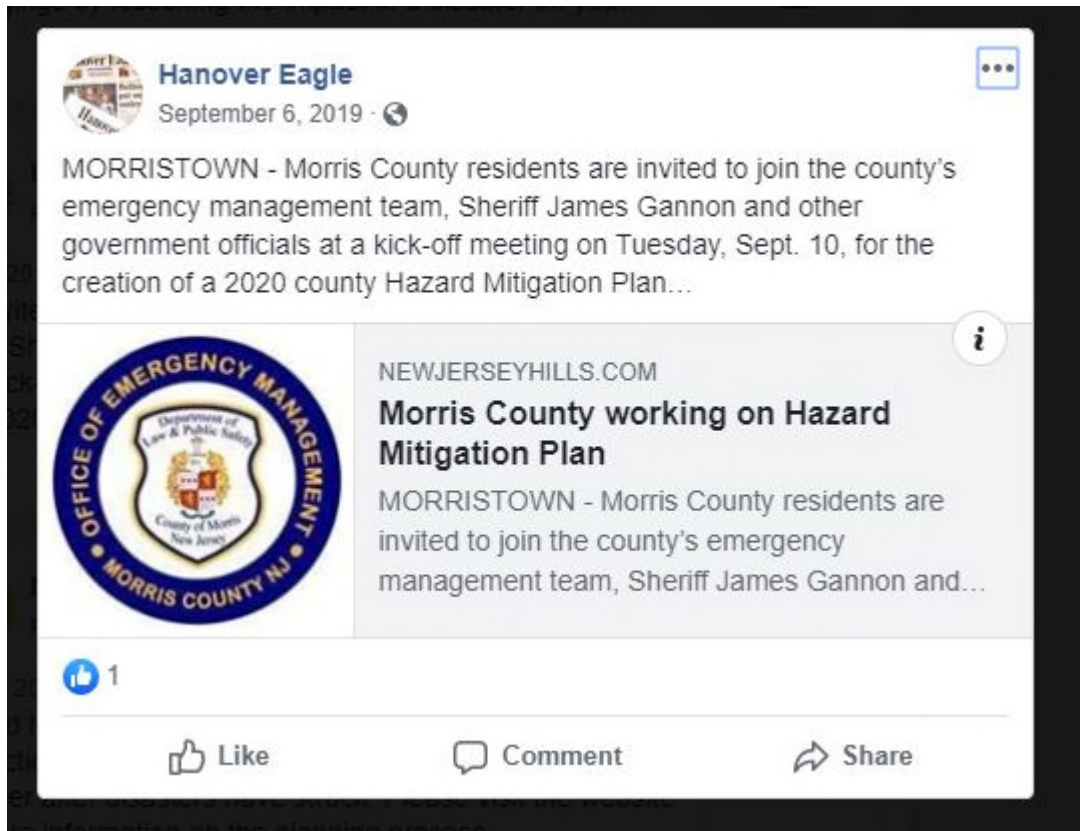 Hanover Eagle
September 6, 2019 ·
MORRISTOWN - Morris County residents are invited to join the county's
emergency management team, Sheriff James Gannon and other
government officials at a kick-off meeting on Tuesday, Sept. 10, for the
creation of a 2020 county Hazard Mitigation Plan...
OFFICE OF EMERGENCY MANAGEMENT
Department of
Law & Public Safety
County of Morris
New Jersey
MORRIS COUNTY NJ
i
NEWJERSEYHILLS.COM
Morris County working on Hazard
Mitigation Plan
MORRISTOWN - Morris County residents are
invited to join the county's emergency
management team, Sheriff James Gannon and...
1
Like
Comment
Share